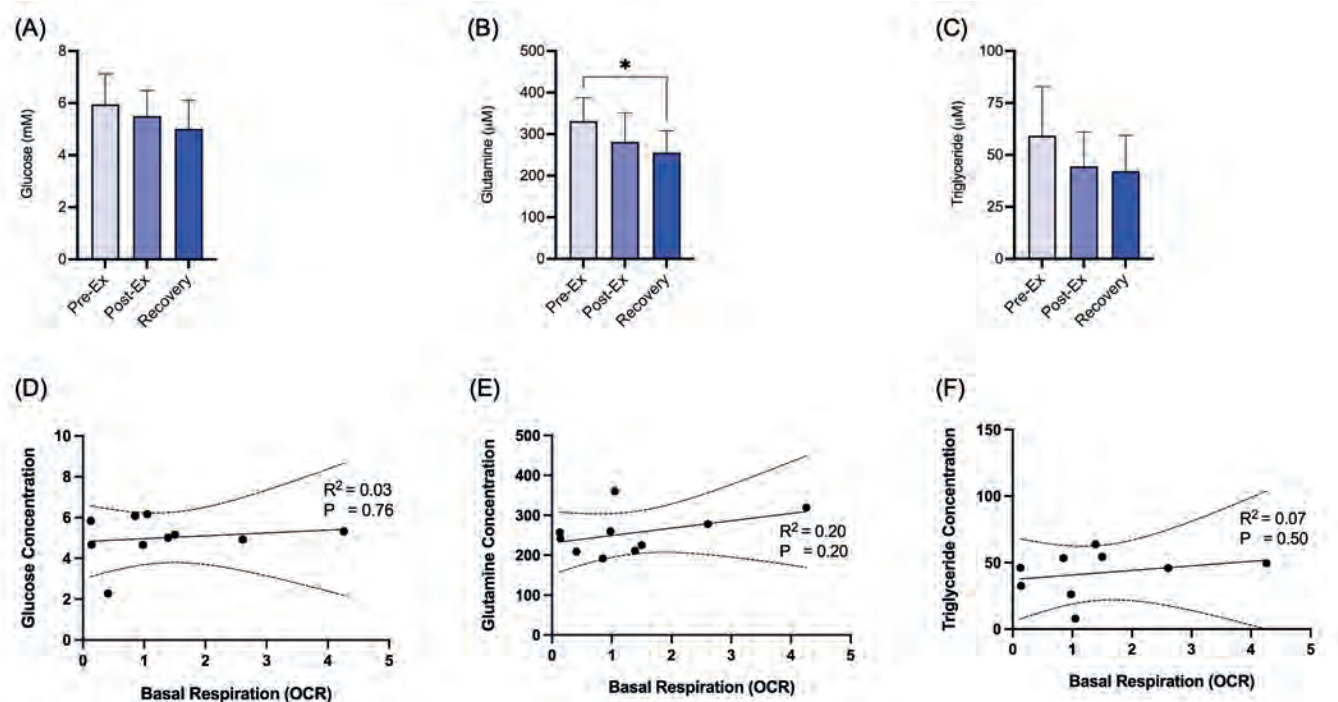 (A)
8
6
4
2
0
Glucose (mM)
Pre-Ex
Post-Ex
Recovery
(B)
500
400
300
200
100
0
Glutamine (μM)
*
Pre-Ex
Post-Ex
Recovery
(C)
100
75
50
25
0
Triglyceride (μM)
Pre-Ex
Post-Ex
Recovery
(D)
10
8
6
4
2
0
Glucose Concentration
R² = 0.03
P = 0.76
0 1 2 3 4 5
Basal Respiration (OCR)
(E)
500
400
300
200
100
0
Glutamine Concentration
R² = 0.20
P = 0.20
0 1 2 3 4 5
Basal Respiration (OCR)
(F)
150
100
50
0
Triglyceride Concentration
R² = 0.07
P = 0.50
0 1 2 3 4 5
Basal Respiration (OCR)